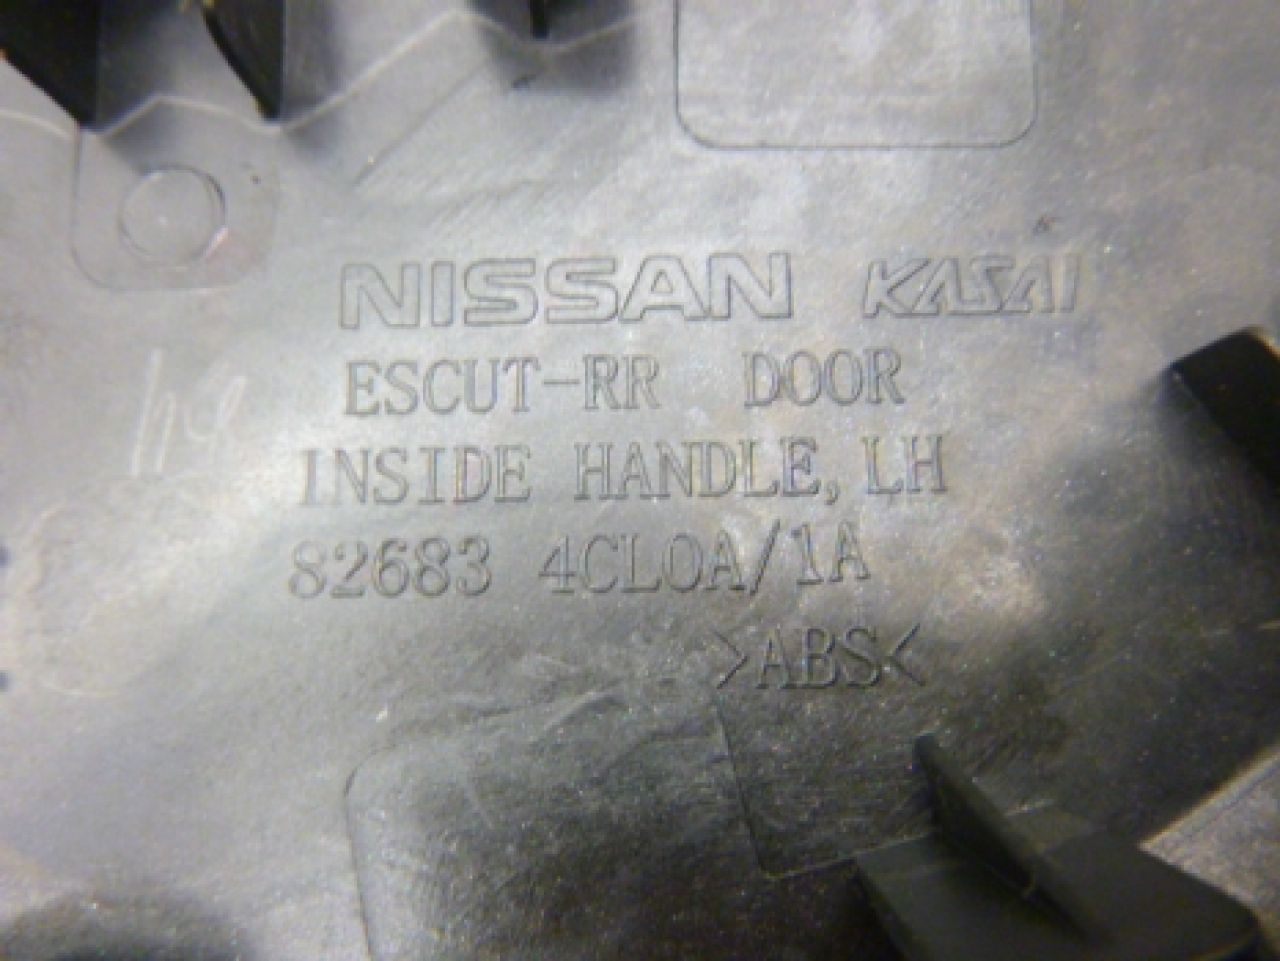 NISSAN KASAI
ESCUT-RR DOOR
INSIDE HANDLE, LH
82683 4CL0A/1A
>ABS<